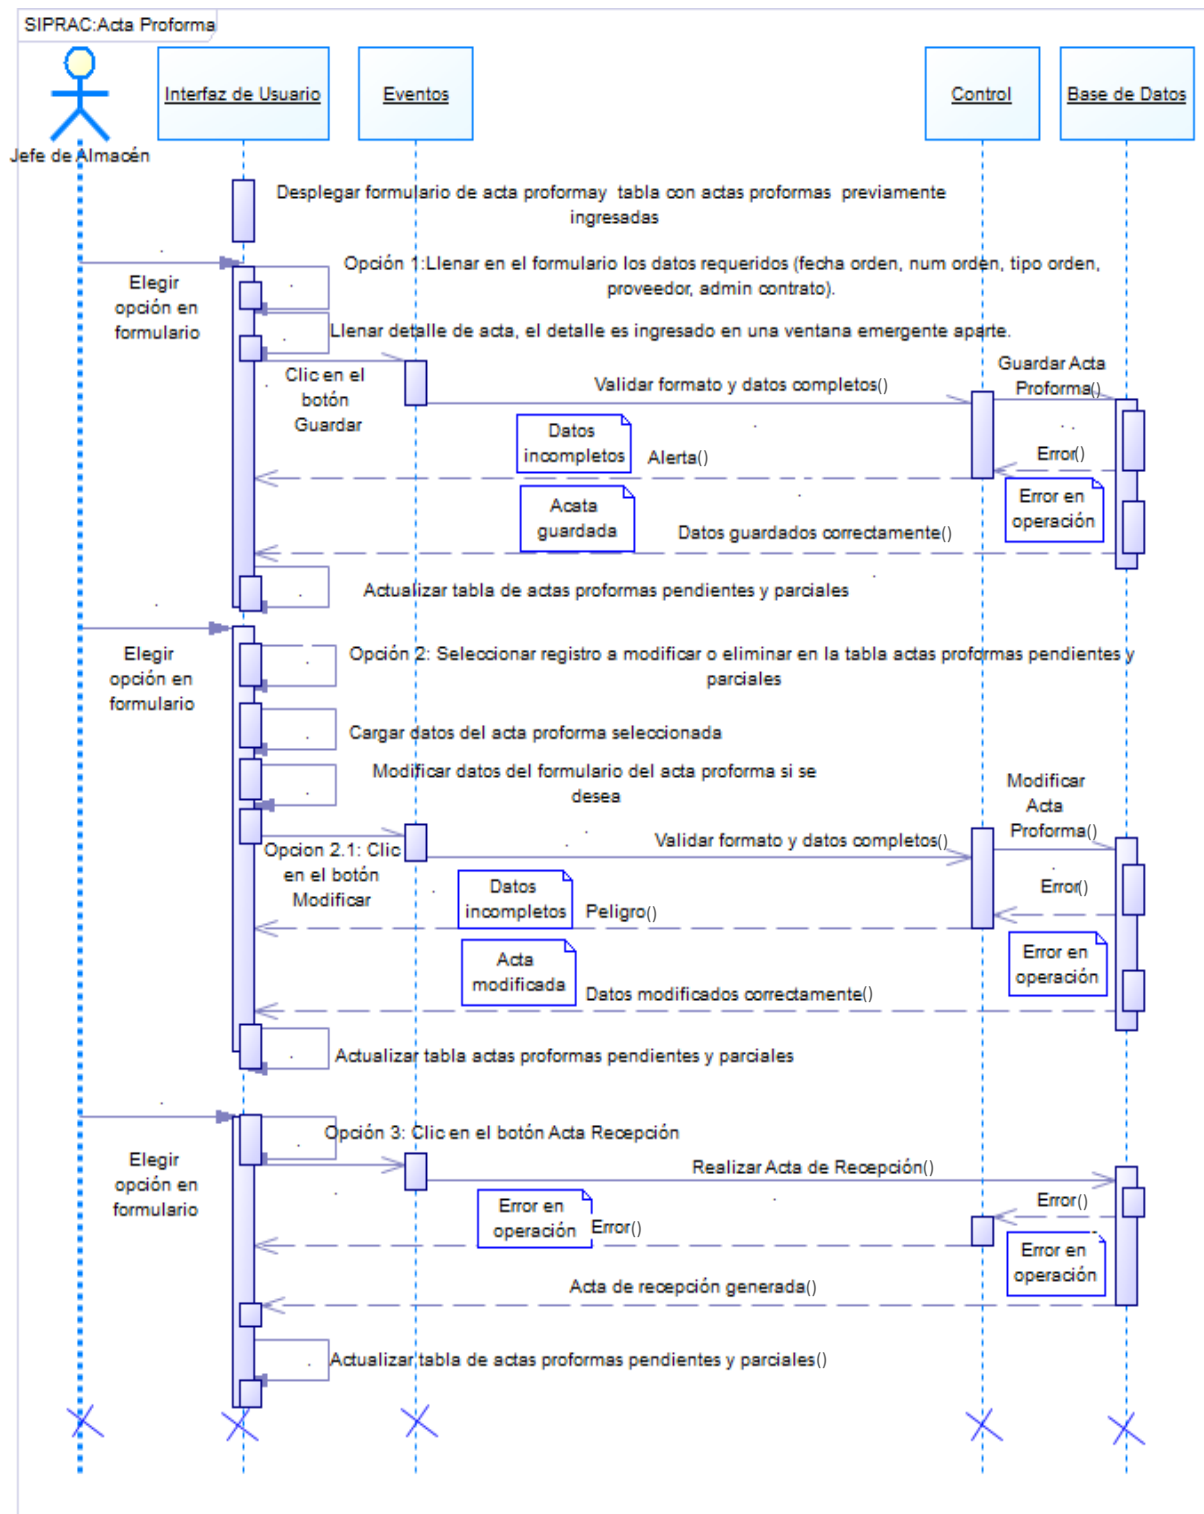 SIPRAC:Acta Proforma
Interfaz de Usuario
Eventos
Control
Base de Datos
Jefe de Almacén
Desplegar formulario de acta proformay tabla con actas proformas previamente
ingresadas
Elegir
opción en
formulario
Opción 1:Llenar en el formulario los datos requeridos (fecha orden, num orden, tipo orden,
proveedor, admin contrato).
Llenar detalle de acta, el detalle es ingresado en una ventana emergente aparte.
Clic en el
botón
Guardar
Validar formato y datos completos()
Guardar Acta
Proforma()
Datos
incompletos
Alerta()
Error()
Error en
operación
Acata
guardada
Datos guardados correctamente()
Actualizar tabla de actas proformas pendientes y parciales
Elegir
opción en
formulario
Opción 2: Seleccionar registro a modificar o eliminar en la tabla actas proformas pendientes y
parciales
Cargar datos del acta proforma seleccionada
Modificar datos del formulario del acta proforma si se
desea
Opcion 2.1: Clic
en el botón
Modificar
Validar formato y datos completos()
Modificar
Acta
Proforma()
Datos
incompletos
Peligro()
Error()
Error en
operación
Acta
modificada
Datos modificados correctamente()
Actualizar tabla actas proformas pendientes y parciales
Elegir
opción en
formulario
Opción 3: Clic en el botón Acta Recepción
Realizar Acta de Recepción()
Error en
operación
Error()
Error()
Error en
operación
Acta de recepción generada()
Actualizar tabla de actas proformas pendientes y parciales()